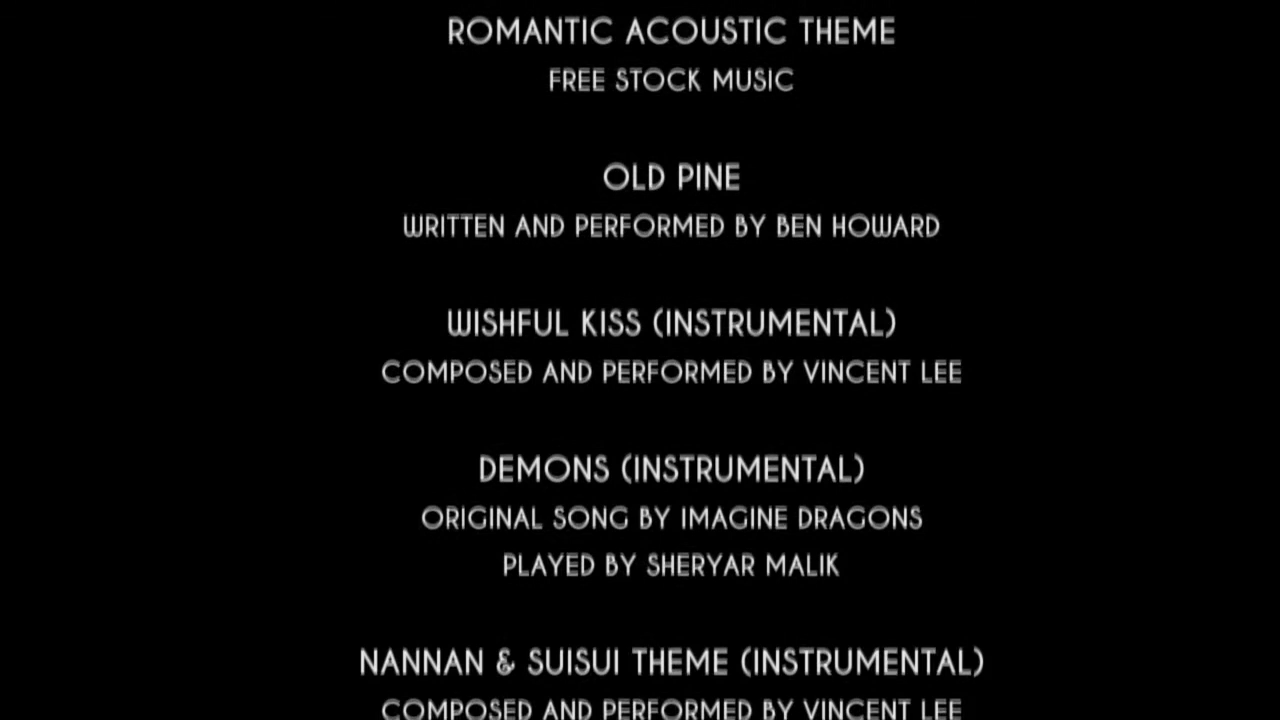 ROMANTIC ACOUSTIC THEME
FREE STOCK MUSIC
OLD PINE
WRITTEN AND PERFORMED BY BEN HOWARD
WISHFUL KISS (INSTRUMENTAL)
COMPOSED AND PERFORMED BY VINCENT LEE
DEMONS (INSTRUMENTAL)
ORIGINAL SONG BY IMAGINE DRAGONS
PLAYED BY SHERYAR MALIK
NANNAN & SUISUI THEME (INSTRUMENTAL)
COMPOSED AND PERFORMED BY VINCENT LEE